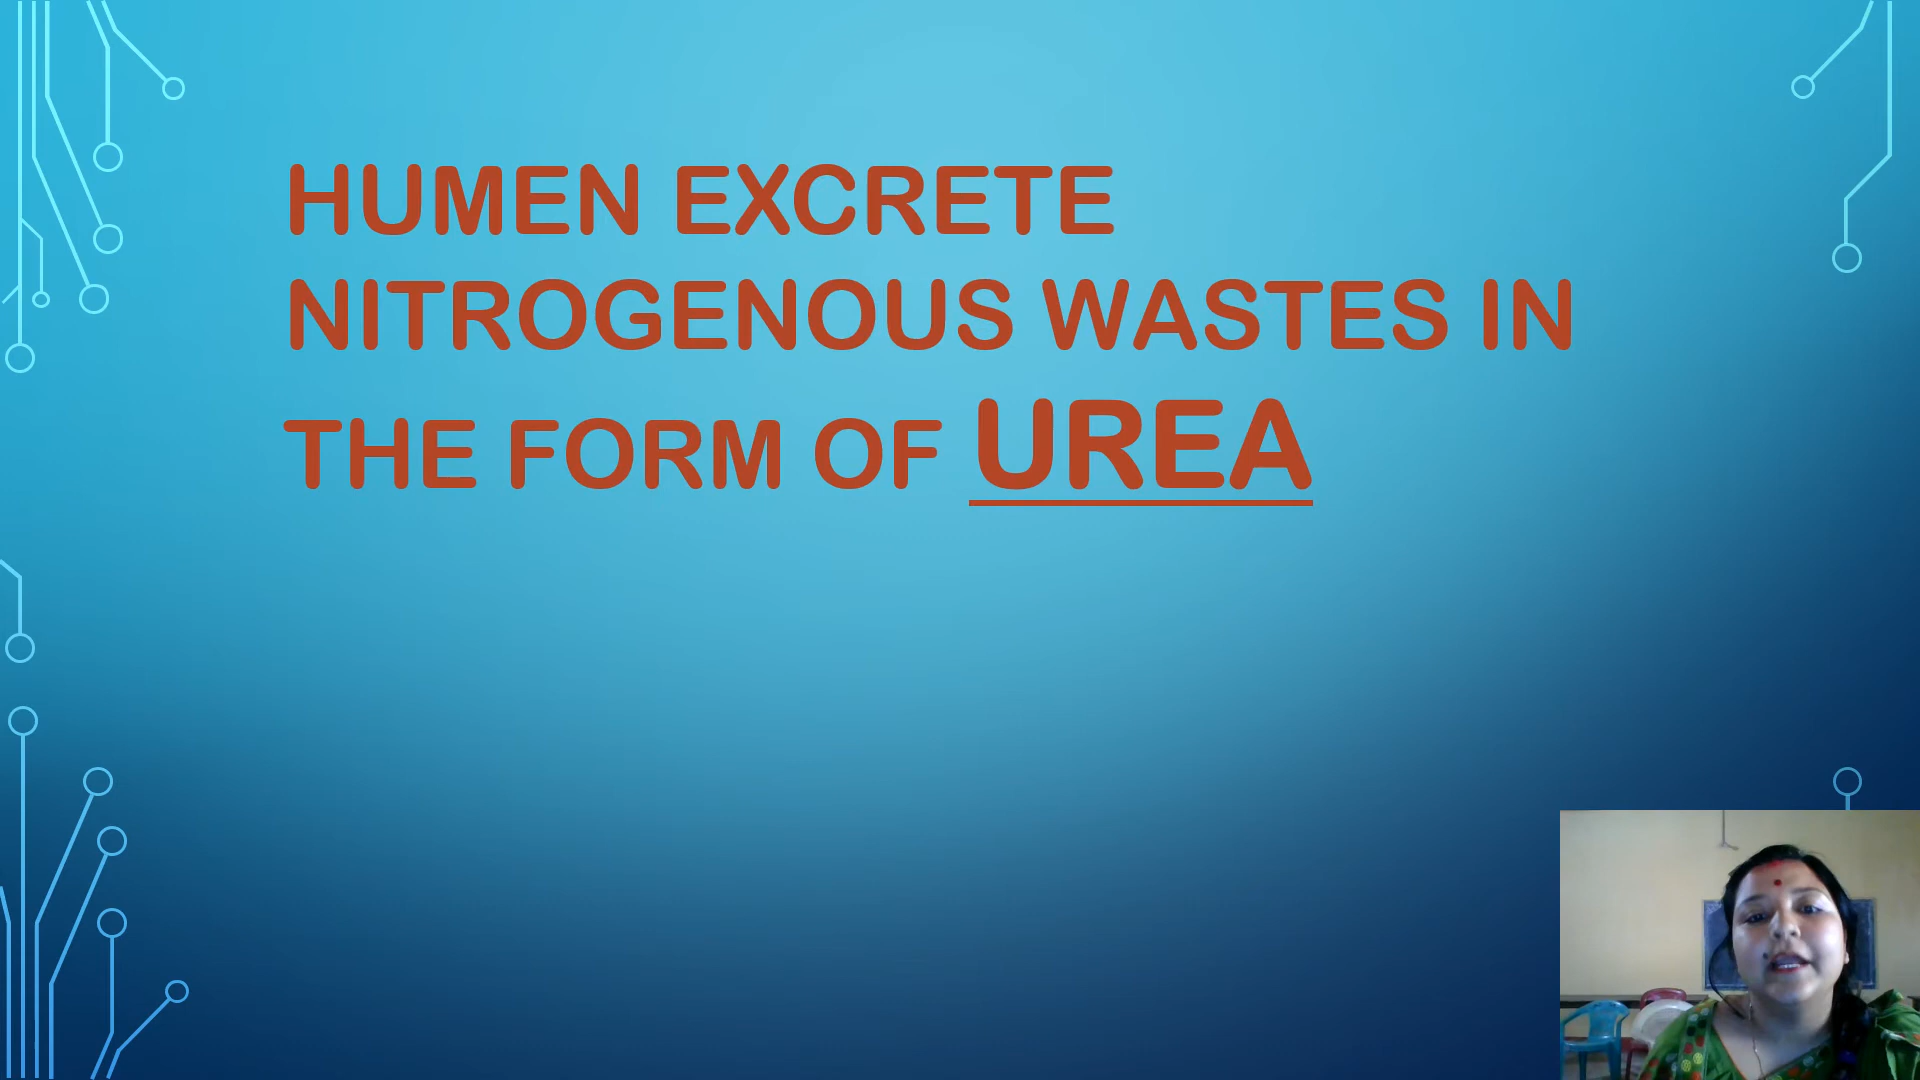 HUMEN EXCRETE
NITROGENOUS WASTES IN
THE FORM OF UREA